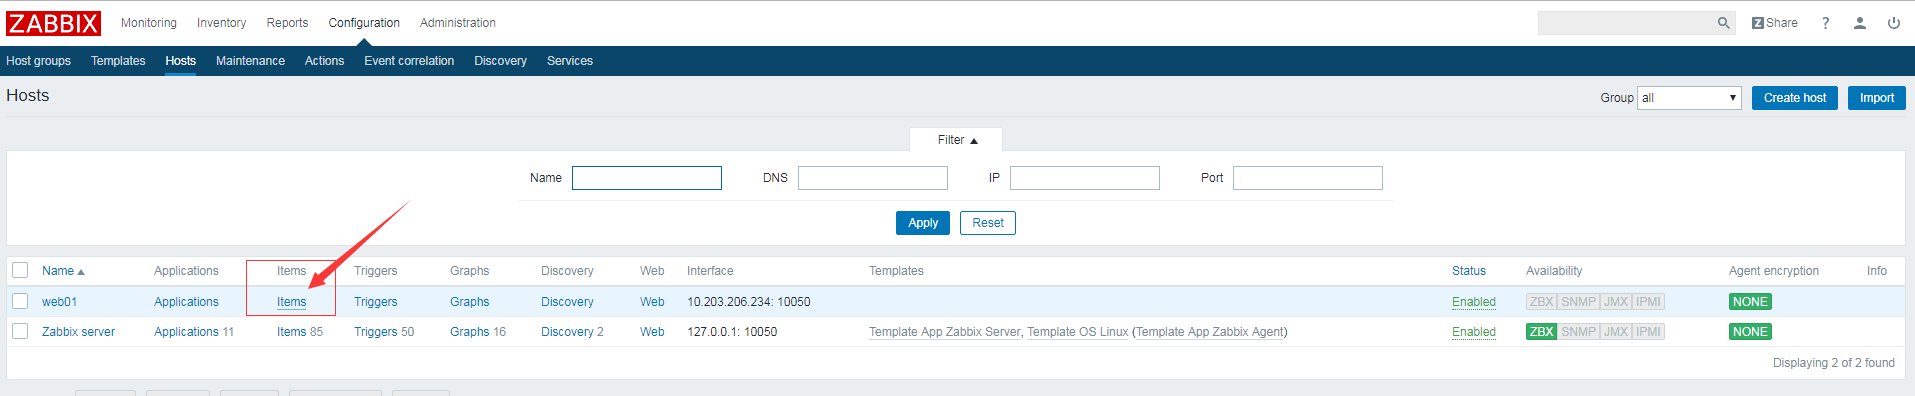 ZABBIX Monitoring Inventory Reports Configuration Administration Z Share ?
Host groups Templates Hosts Maintenance Actions Event correlation Discovery Services
Hosts Group all Create host Import
Filter
Name DNS IP Port
Apply Reset
Name Applications Items Triggers Graphs Discovery Web Interface Templates Status Availability Agent encryption Info
web01 Applications Items Triggers Graphs Discovery Web 10.203.206.234: 10050 Enabled ZBX SNMP JMX IPMI NONE
Zabbix server Applications 11 Items 85 Triggers 50 Graphs 16 Discovery 2 Web 127.0.0.1: 10050 Template App Zabbix Server, Template OS Linux (Template App Zabbix Agent) Enabled ZBX SNMP JMX IPMI NONE
Displaying 2 of 2 found